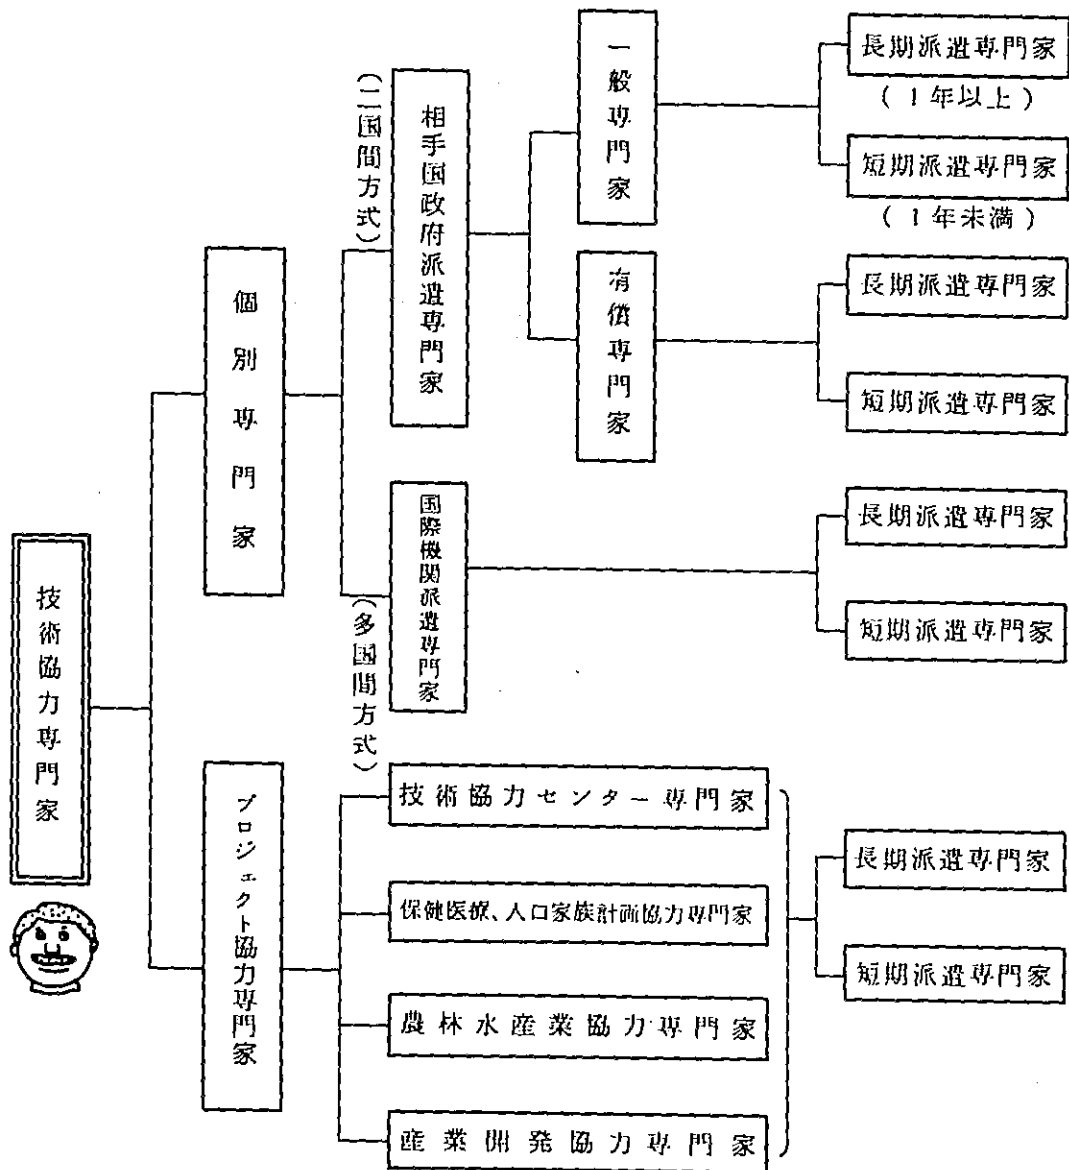 技術協力専門家
個別専門家
(二国間方式)
相手国政府派遣専門家
一般専門家
長期派遣専門家
(1年以上)
短期派遣専門家
(1年未満)
有償専門家
長期派遣専門家
短期派遣専門家
(多国間方式)
国際機関派遣専門家
長期派遣専門家
短期派遣専門家
プロジェクト協力専門家
技術協力センター専門家
保健医療、人口家族計画協力専門家
農林水産業協力専門家
産業開発協力専門家
長期派遣専門家
短期派遣専門家